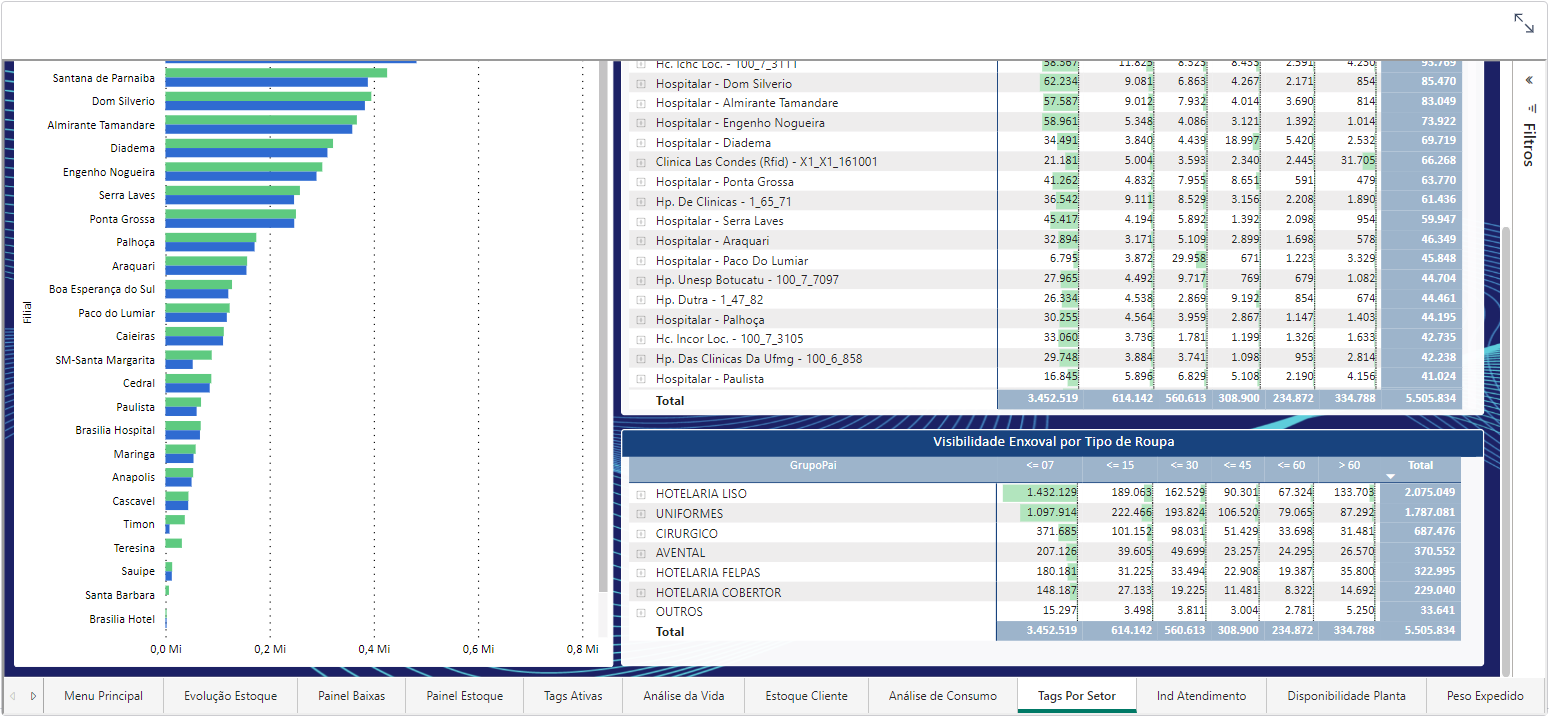 Filial
Santana de Parnaiba
Dom Silverio
Almirante Tamandare
Diadema
Engenho Nogueira
Serra Laves
Ponta Grossa
Palhoça
Araquari
Boa Esperança do Sul
Paco do Lumiar
Caieiras
SM-Santa Margarita
Cedral
Paulista
Brasilia Hospital
Maringa
Anapolis
Cascavel
Timon
Teresina
Sauipe
Santa Barbara
Brasilia Hotel
0,0 Mi 0,2 Mi 0,4 Mi 0,6 Mi 0,8 Mi
Hc. Ichc Loc. - 100_7_3111 58.367 11.825 8.325 8.435 2.591 4.250 93.769
Hospitalar - Dom Silverio 62.234 9.081 6.863 4.267 2.171 854 85.470
Hospitalar - Almirante Tamandare 57.587 9.012 7.932 4.014 3.690 814 83.049
Hospitalar - Engenho Nogueira 58.961 5.348 4.086 3.121 1.392 1.014 73.922
Hospitalar - Diadema 34.491 3.840 4.439 18.997 5.420 2.532 69.719
Clinica Las Condes (Rfid) - X1_X1_161001 21.181 5.004 3.593 2.340 2.445 31.705 66.268
Hospitalar - Ponta Grossa 41.262 4.832 7.955 8.651 591 479 63.770
Hp. De Clinicas - 1_65_71 36.542 9.111 8.529 3.156 2.208 1.890 61.436
Hospitalar - Serra Laves 45.417 4.194 5.892 1.392 2.098 954 59.947
Hospitalar - Araquari 32.894 3.171 5.109 2.899 1.698 578 46.349
Hospitalar - Paco Do Lumiar 6.795 3.872 29.958 671 1.223 3.329 45.848
Hp. Unesp Botucatu - 100_7_7097 27.965 4.492 9.717 769 679 1.082 44.704
Hp. Dutra - 1_47_82 26.334 4.538 2.869 9.192 854 674 44.461
Hospitalar - Palhoça 30.255 4.564 3.959 2.867 1.147 1.403 44.195
Hc. Incor Loc. - 100_7_3105 33.060 3.736 1.781 1.199 1.326 1.633 42.735
Hp. Das Clinicas Da Ufmg - 100_6_858 29.748 3.884 3.741 1.098 953 2.814 42.238
Hospitalar - Paulista 16.845 5.896 6.829 5.108 2.190 4.156 41.024
Total 3.452.519 614.142 560.613 308.900 234.872 334.788 5.505.834
Visibilidade Enxoval por Tipo de Roupa
GrupoPai <= 07 <= 15 <= 30 <= 45 <= 60 > 60 Total
HOTELARIA LISO 1.432.129 189.063 162.529 90.301 67.324 133.703 2.075.049
UNIFORMES 1.097.914 222.466 193.824 106.520 79.065 87.292 1.787.081
CIRURGICO 371.685 101.152 98.031 51.429 33.698 31.481 687.476
AVENTAL 207.126 39.605 49.699 23.257 24.295 26.570 370.552
HOTELARIA FELPAS 180.181 31.225 33.494 22.908 19.387 35.800 322.995
HOTELARIA COBERTOR 148.187 27.133 19.225 11.481 8.322 14.692 229.040
OUTROS 15.297 3.498 3.811 3.004 2.781 5.250 33.641
Total 3.452.519 614.142 560.613 308.900 234.872 334.788 5.505.834
Filtros
Menu Principal Evolução Estoque Painel Baixas Painel Estoque Tags Ativas Análise da Vida Estoque Cliente Análise de Consumo Tags Por Setor Ind Atendimento Disponibilidade Planta Peso Expedido